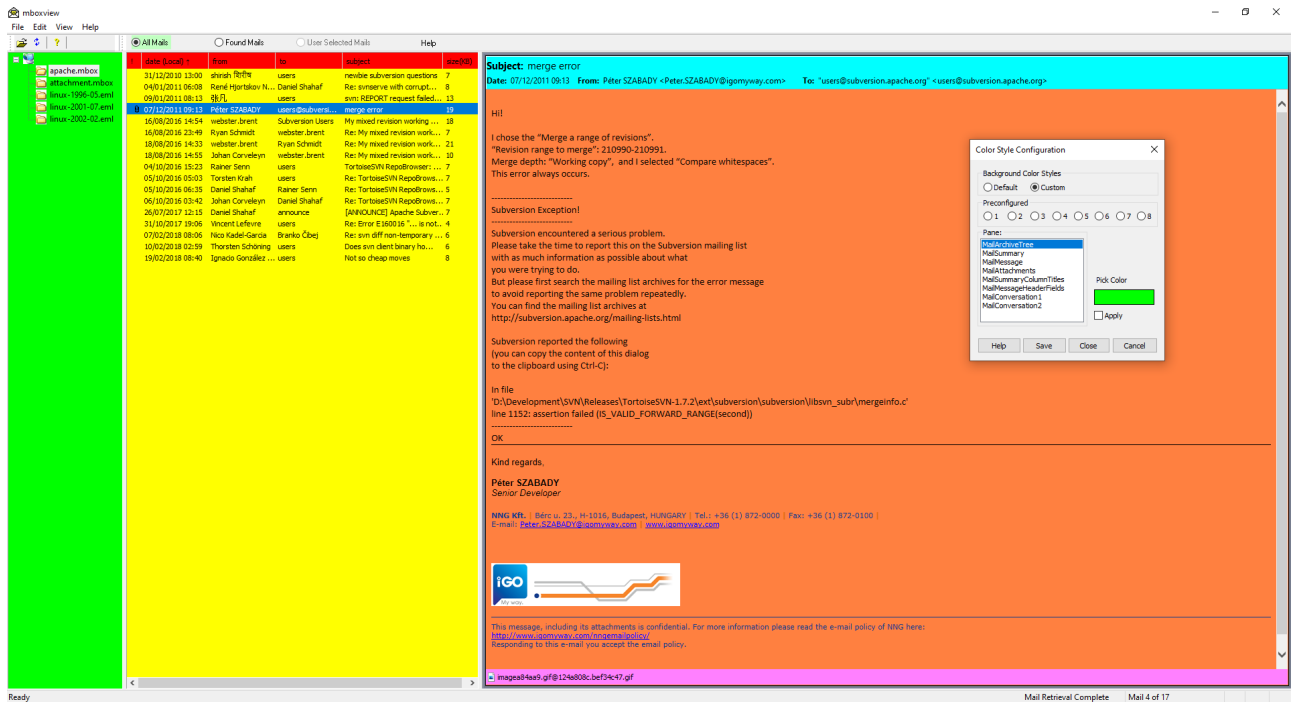 mboxview
File Edit View Help
All Mails Found Mails User Selected Mails Help
apache.mbox
attachment.mbox
linux-1996-05.eml
linux-2001-07.eml
linux-2002-02.eml
! date (Local) from to subject size(KB)
31/12/2010 13:00 shirish शिरीष users newbie subversion questions 7
04/01/2011 06:08 René Hjortskov N... Daniel Shahaf Re: svnserve with corrupt... 8
09/01/2011 08:13 张凡 users svn: REPORT request failed... 13
07/12/2011 09:13 Péter SZABADY users@subversi... merge error 19
16/08/2016 14:54 webster.brent Subversion Users My mixed revision working ... 18
16/08/2016 23:49 Ryan Schmidt webster.brent Re: My mixed revision work... 7
18/08/2016 14:33 webster.brent Ryan Schmidt Re: My mixed revision work... 21
18/08/2016 14:55 Johan Corveleyn webster.brent Re: My mixed revision work... 10
04/10/2016 15:23 Rainer Senn users TortoiseSVN RepoBrowser: ... 7
05/10/2016 05:03 Torsten Krah users Re: TortoiseSVN RepoBrows... 7
05/10/2016 06:35 Daniel Shahaf Rainer Senn Re: TortoiseSVN RepoBrows... 5
06/10/2016 03:42 Johan Corveleyn Daniel Shahaf Re: TortoiseSVN RepoBrows... 7
26/07/2017 12:15 Daniel Shahaf announce [ANNOUNCE] Apache Subver.. 7
31/10/2017 19:06 Vincent Lefevre users Re: Error E160016 "... is not.. 4
07/02/2018 08:06 Nico Kadel-Garcia Branko Čibej Re: svn diff non-temporary ... 6
10/02/2018 02:59 Thorsten Schöning users Does svn client binary ho... 6
19/02/2018 08:40 Ignacio González ... users Not so cheap moves 8
Subject: merge error
Date: 07/12/2011 09:13 From: Péter SZABADY <Peter.SZABADY@igomyway.com> To: "users@subversion.apache.org" <users@subversion.apache.org>
Hi!
I chose the “Merge a range of revisions”.
“Revision range to merge”: 210990-210991.
Merge depth: “Working copy”, and I selected “Compare whitespaces”.
This error always occurs.
---------------------------
Subversion Exception!
---------------------------
Subversion encountered a serious problem.
Please take the time to report this on the Subversion mailing list
with as much information as possible about what
you were trying to do.
But please first search the mailing list archives for the error message
to avoid reporting the same problem repeatedly.
You can find the mailing list archives at
http://subversion.apache.org/mailing-lists.html
Subversion reported the following
(you can copy the content of this dialog
to the clipboard using Ctrl-C):
In file
'D:\Development\SVN\Releases\TortoiseSVN-1.7.2\ext\subversion\subversion\libsvn_subr\mergeinfo.c'
line 1152: assertion failed (IS_VALID_FORWARD_RANGE(second))
---------------------------
OK
Kind regards,
Péter SZABADY
Senior Developer
NNG Kft. | Bérc u. 23., H-1016, Budapest, HUNGARY | Tel.: +36 (1) 872-0000 | Fax: +36 (1) 872-0100 |
E-mail: Peter.SZABADY@igomyway.com | www.igomyway.com
iGO
My way.
This message, including its attachments is confidential. For more information please read the e-mail policy of NNG here:
http://www.igomyway.com/nngemailpolicy/
Responding to this e-mail you accept the email policy.
imagea84aa9.gif@124a808c.bef34c47.gif
Color Style Configuration
Background Color Styles
Default Custom
Preconfigured
1 2 3 4 5 6 7 8
Pane:
MailArchiveTree
MailSummary
MailMessage
MailAttachments
MailSummaryColumnTitles
MailMessageHeaderFields
MailConversation1
MailConversation2
Pick Color
Apply
Help Save Close Cancel
Ready Mail Retrieval Complete Mail 4 of 17